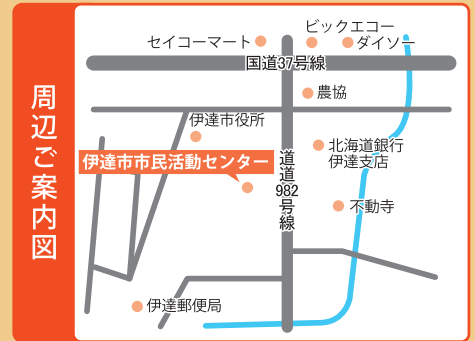 周辺ご案内図
ビックエコー
セイコーマート
ダイソー
国道37号線
農協
伊達市役所
北海道銀行
伊達支店
伊達市市民活動センター
道道982号線
不動寺
伊達郵便局